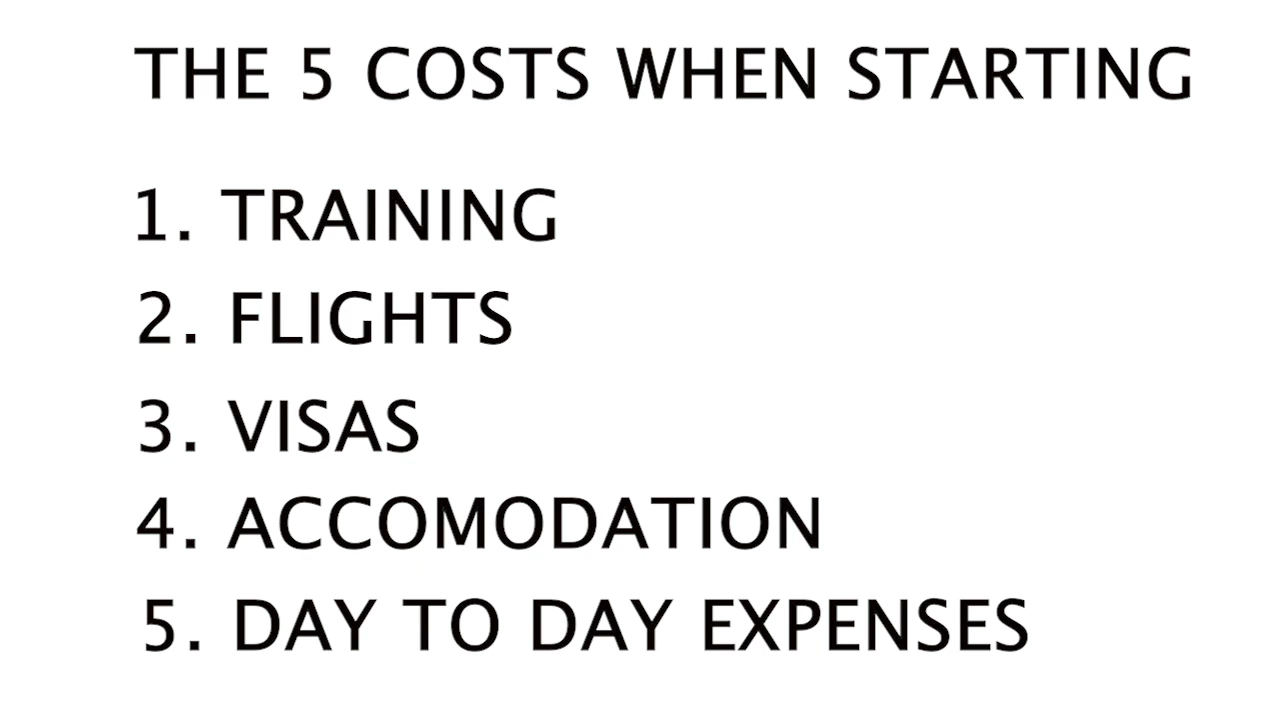 THE 5 COSTS WHEN STARTING
1. TRAINING
2. FLIGHTS
3. VISAS
4. ACCOMODATION
5. DAY TO DAY EXPENSES